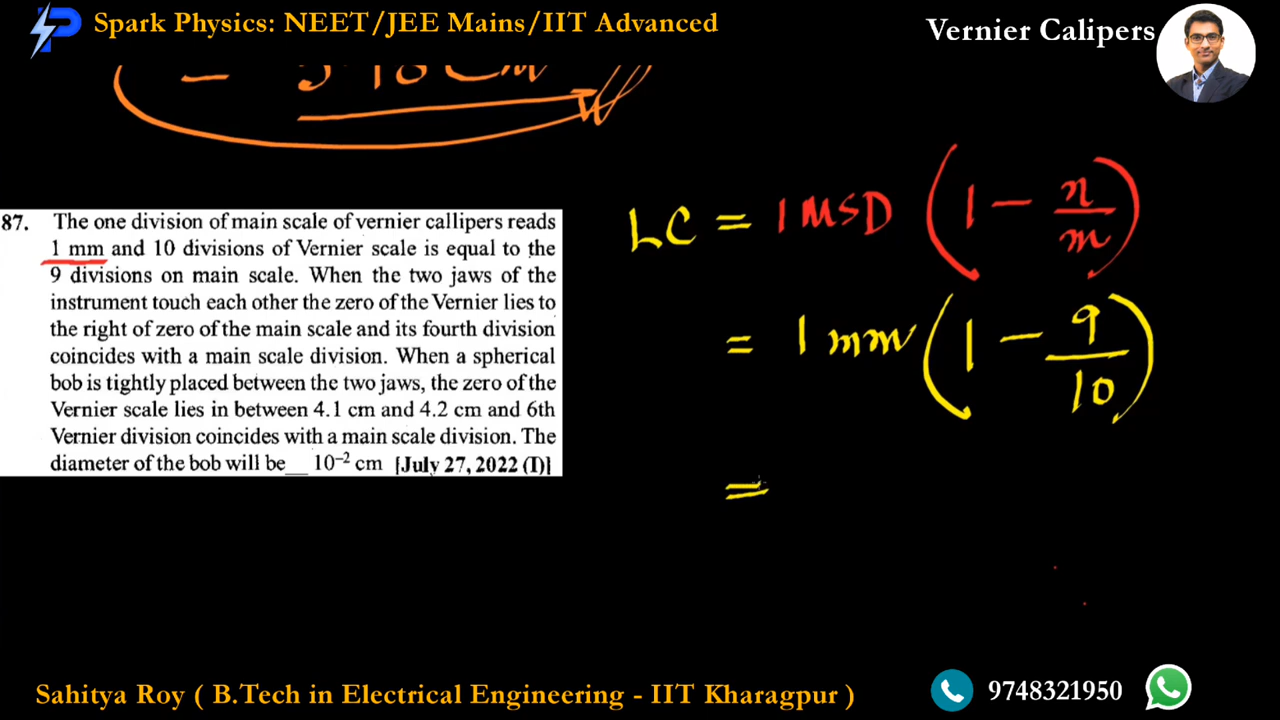 Spark Physics: NEET/JEE Mains/IIT Advanced
Vernier Calipers
87. The one division of main scale of vernier callipers reads
1 mm and 10 divisions of Vernier scale is equal to the
9 divisions on main scale. When the two jaws of the
instrument touch each other the zero of the Vernier lies to
the right of zero of the main scale and its fourth division
coincides with a main scale division. When a spherical
bob is tightly placed between the two jaws, the zero of the
Vernier scale lies in between 4.1 cm and 4.2 cm and 6th
Vernier division coincides with a main scale division. The
diameter of the bob will be__ 10⁻² cm [July 27, 2022 (I)]
LC = 1 MSD (1 - n/m)
= 1 mm (1 - 9/10)
=
Sahitya Roy ( B.Tech in Electrical Engineering - IIT Kharagpur )
9748321950